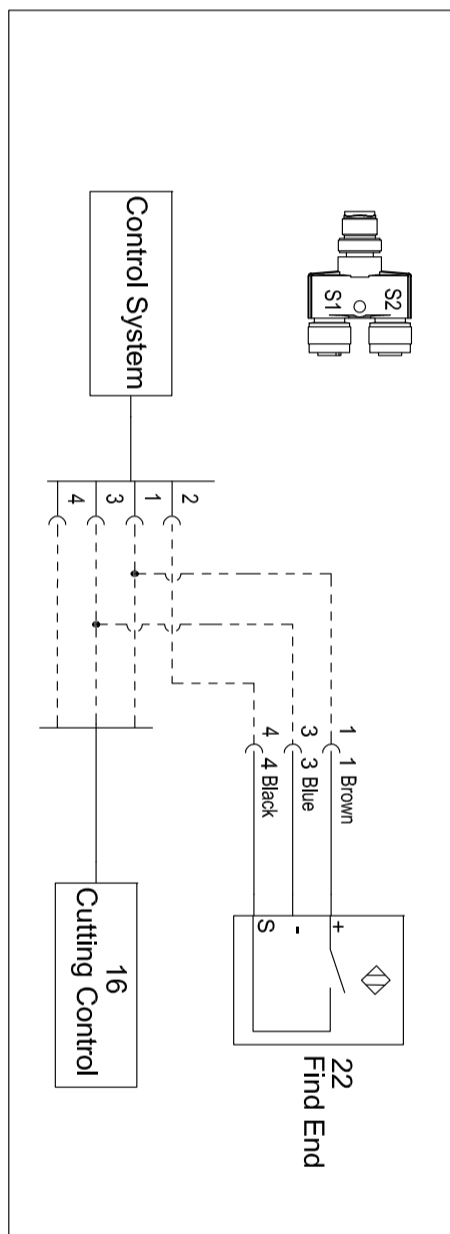 S2
S1
Control System
2
1
3
4
1
3
4
1 Brown
3 Blue
4 Black
+
-
S
22
Find End
16
Cutting Control